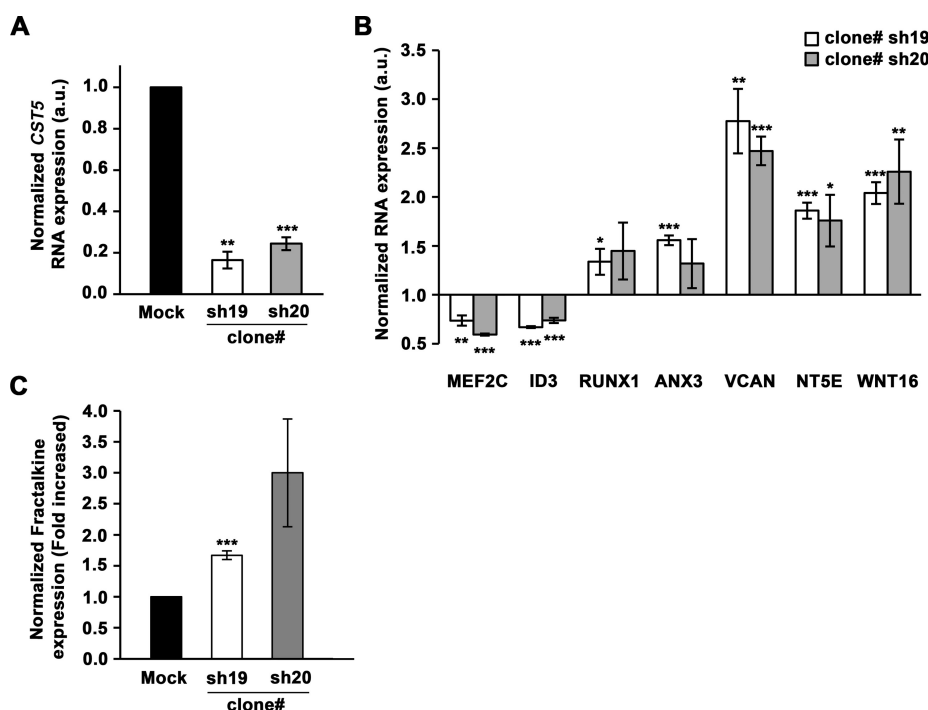 A
Normalized CST5
RNA expression (a.u.)
1.0
0.8
0.6
0.4
0.2
0.0
**
***
Mock
sh19
sh20
clone#
B
Normalized RNA expression (a.u.)
3.5
3.0
2.5
2.0
1.5
1.0
0.5
clone# sh19
clone# sh20
**
***
***
***
*
***
**
***
***
*
***
**
MEF2C
ID3
RUNX1
ANX3
VCAN
NT5E
WNT16
C
Normalized Fractalkine
expression (Fold increased)
4.0
3.5
3.0
2.5
2.0
1.5
1.0
0.5
0.0
***
Mock
sh19
sh20
clone#